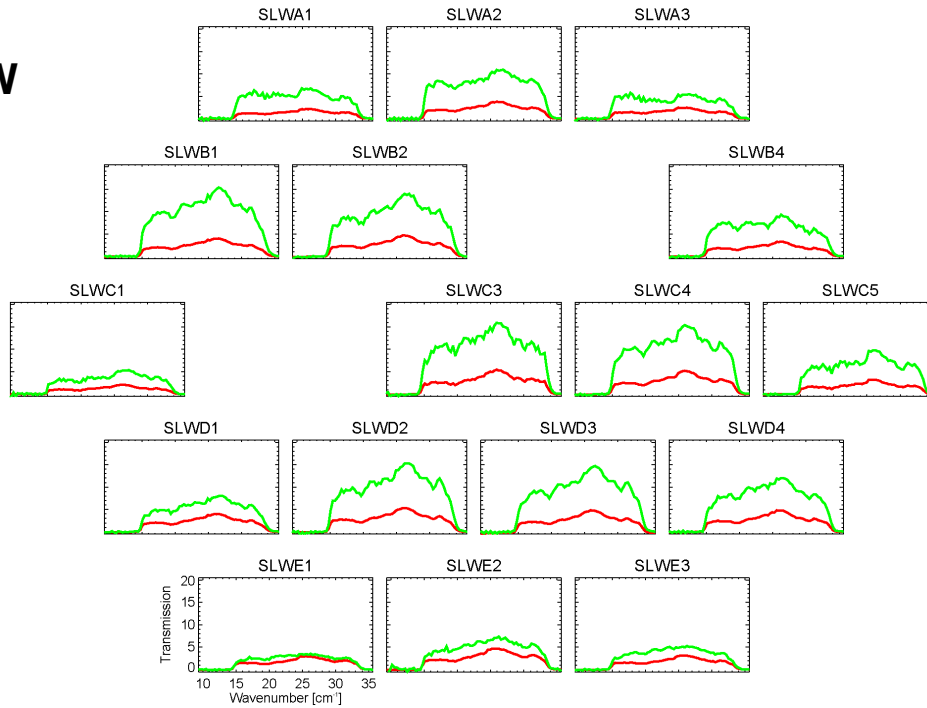 SLWA1 SLWA2 SLWA3
W
SLWB1 SLWB2 SLWB4
SLWC1 SLWC3 SLWC4 SLWC5
SLWD1 SLWD2 SLWD3 SLWD4
SLWE1 SLWE2 SLWE3
20
15
10
5
0
Transmission
10 15 20 25 30 35
Wavenumber [cm⁻¹]